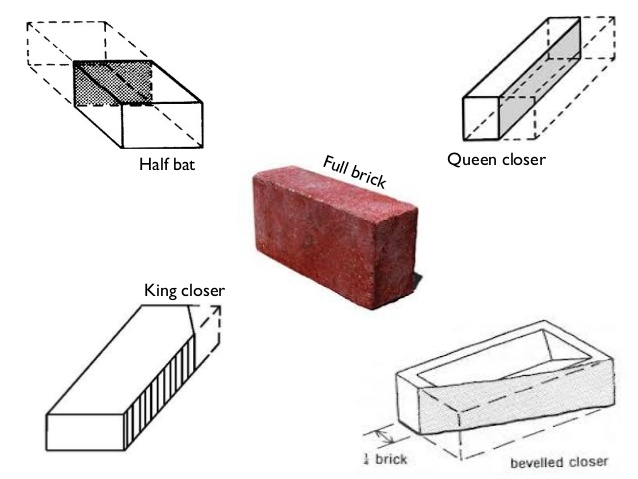 Half bat
Queen closer
Full brick
King closer
¼ brick
bevelled closer